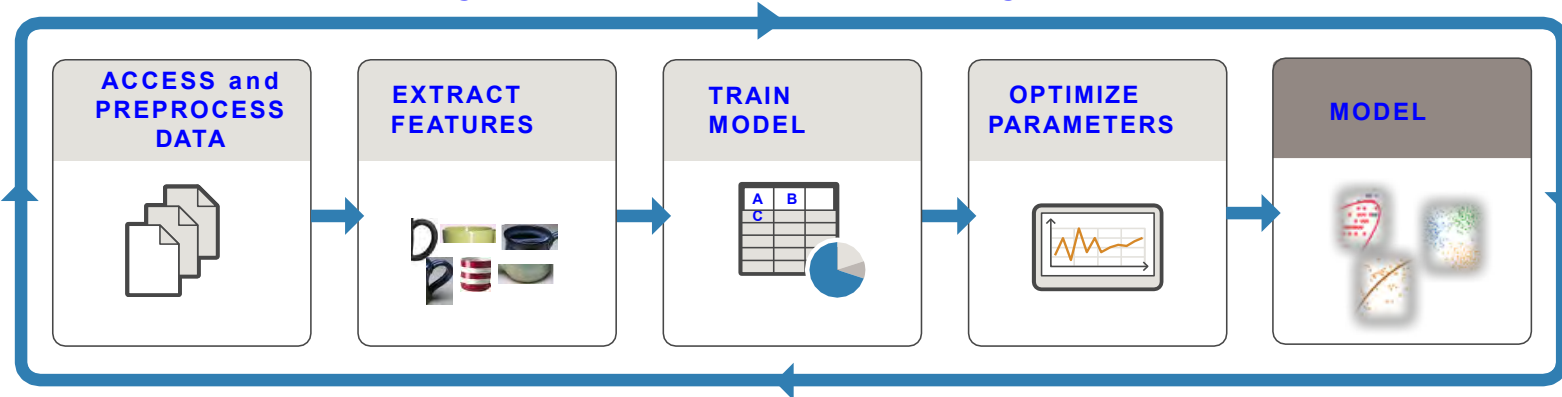 ACCESS and
PREPROCESS
DATA
EXTRACT
FEATURES
TRAIN
MODEL
OPTIMIZE
PARAMETERS
MODEL
A B
C